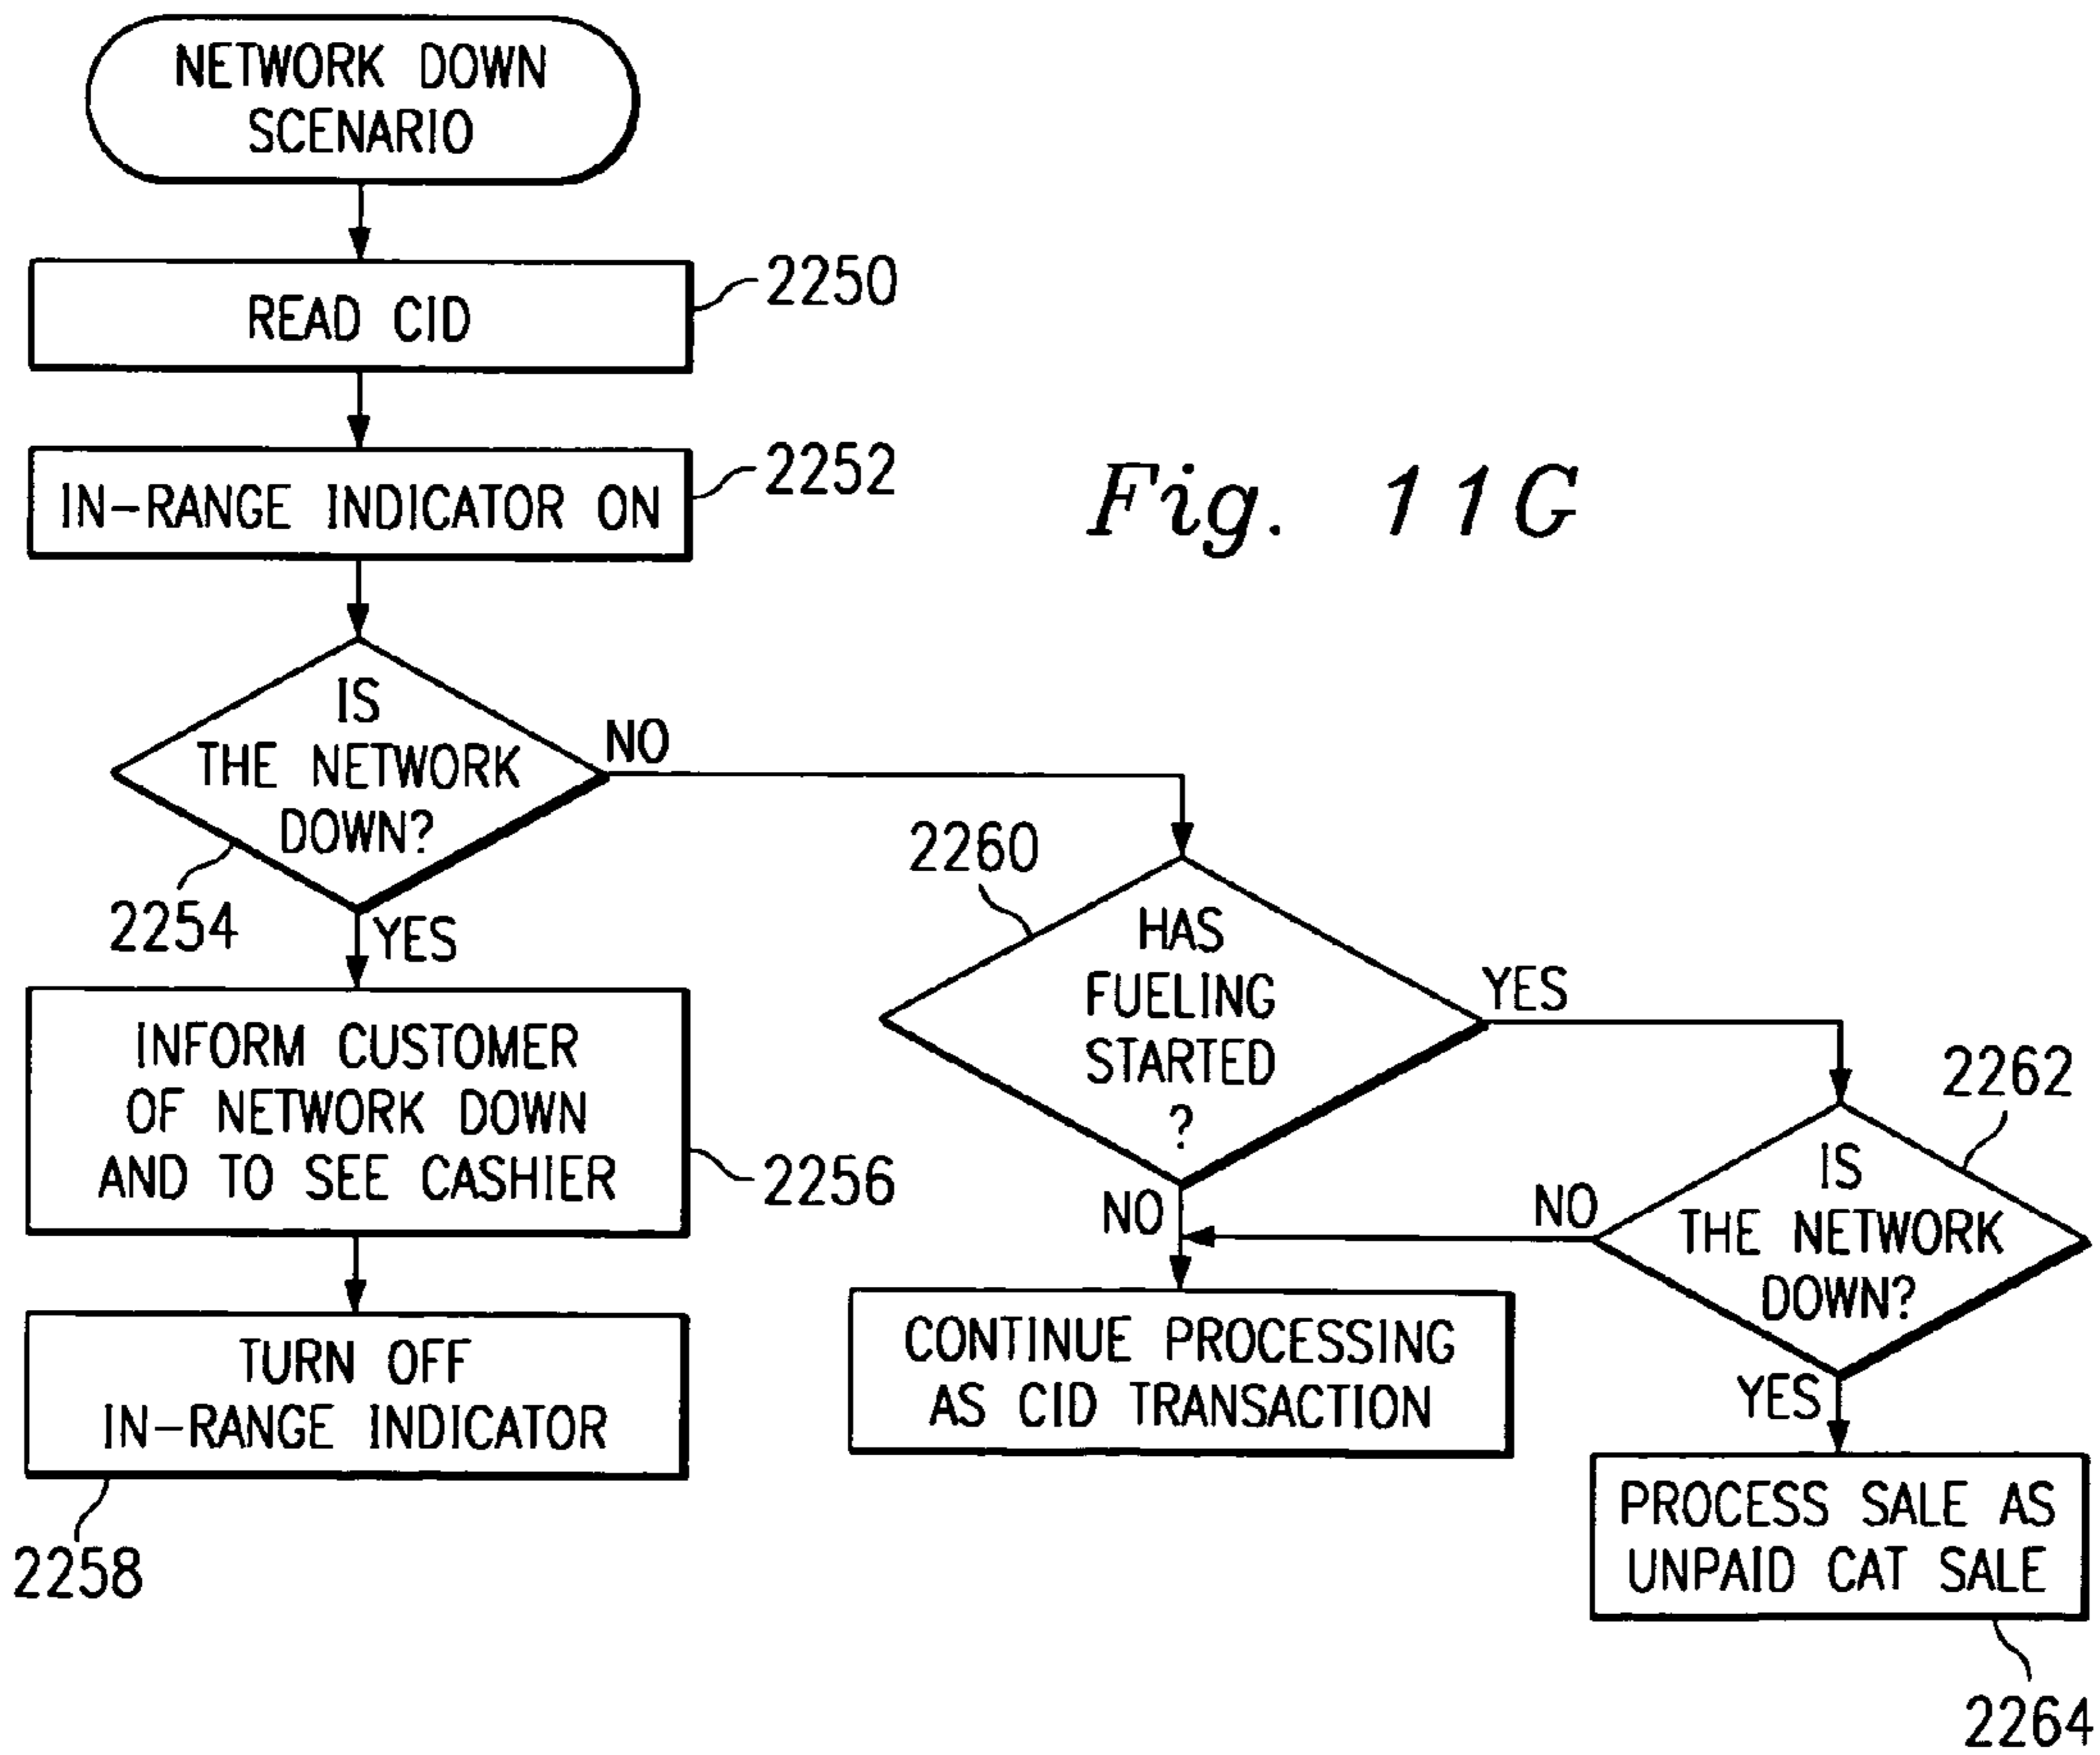 NETWORK DOWN
SCENARIO
READ CID
2250
IN-RANGE INDICATOR ON
2252
Fig. 11G
IS
THE NETWORK
DOWN?
NO
2254
YES
INFORM CUSTOMER
OF NETWORK DOWN
AND TO SEE CASHIER
2256
TURN OFF
IN-RANGE INDICATOR
2258
2260
HAS
FUELING
STARTED
?
YES
NO
2262
IS
THE NETWORK
DOWN?
NO
YES
CONTINUE PROCESSING
AS CID TRANSACTION
PROCESS SALE AS
UNPAID CAT SALE
2264